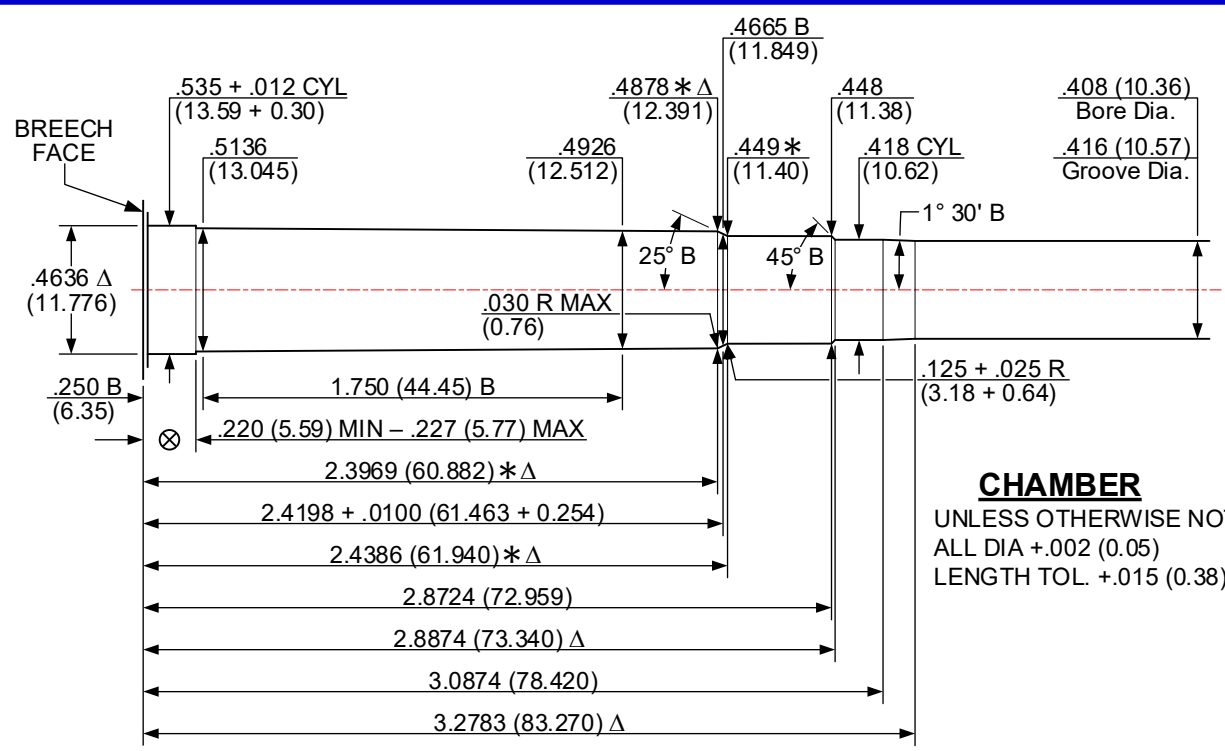 .4665 B
(11.849)
.535 + .012 CYL
(13.59 + 0.30)
.4878 * Δ
(12.391)
.448
(11.38)
.408 (10.36)
Bore Dia.
BREECH
FACE
.5136
(13.045)
.4926
(12.512)
.449 *
(11.40)
.418 CYL
(10.62)
.416 (10.57)
Groove Dia.
1° 30' B
25° B
45° B
.4636 Δ
(11.776)
.030 R MAX
(0.76)
.250 B
(6.35)
1.750 (44.45) B
.125 + .025 R
(3.18 + 0.64)
.220 (5.59) MIN – .227 (5.77) MAX
2.3969 (60.882) * Δ
2.4198 + .0100 (61.463 + 0.254)
2.4386 (61.940) * Δ
2.8724 (72.959)
2.8874 (73.340) Δ
3.0874 (78.420)
3.2783 (83.270) Δ
CHAMBER
UNLESS OTHERWISE NO
ALL DIA +.002 (0.05)
LENGTH TOL. +.015 (0.38)